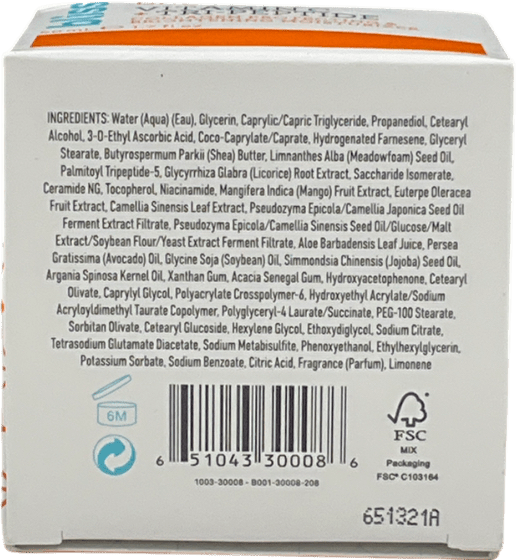 bliss
INGREDIENTS: Water (Aqua) (Eau), Glycerin, Caprylic/Capric Triglyceride, Propanediol, Cetearyl
Alcohol, 3-O-Ethyl Ascorbic Acid, Coco-Caprylate/Caprate, Hydrogenated Farnesene, Glyceryl
Stearate, Butyrospermum Parkii (Shea) Butter, Limnanthes Alba (Meadowfoam) Seed Oil,
Palmitoyl Tripeptide-5, Glycyrrhiza Glabra (Licorice) Root Extract, Saccharide Isomerate,
Ceramide NG, Tocopherol, Niacinamide, Mangifera Indica (Mango) Fruit Extract, Euterpe Oleracea
Fruit Extract, Camellia Sinensis Leaf Extract, Pseudozyma Epicola/Camellia Japonica Seed Oil
Ferment Extract Filtrate, Pseudozyma Epicola/Camellia Sinensis Seed Oil/Glucose/Malt
Extract/Soybean Flour/Yeast Extract Ferment Filtrate, Aloe Barbadensis Leaf Juice, Persea
Gratissima (Avocado) Oil, Glycine Soja (Soybean) Oil, Simmondsia Chinensis (Jojoba) Seed Oil,
Argania Spinosa Kernel Oil, Xanthan Gum, Acacia Senegal Gum, Hydroxyacetophenone, Cetearyl
Olivate, Caprylyl Glycol, Polyacrylate Crosspolymer-6, Hydroxyethyl Acrylate/Sodium
Acryloyldimethyl Taurate Copolymer, Polyglyceryl-4 Laurate/Succinate, PEG-100 Stearate,
Sorbitan Olivate, Cetearyl Glucoside, Hexylene Glycol, Ethoxydiglycol, Sodium Citrate,
Tetrasodium Glutamate Diacetate, Sodium Metabisulfite, Phenoxyethanol, Ethylhexylglycerin,
Potassium Sorbate, Sodium Benzoate, Citric Acid, Fragrance (Parfum), Limonene
6M
6 51043 30008 6
1003-30008 - B001-30008-208
FSC
MIX
Packaging
FSC® C103164
651321A